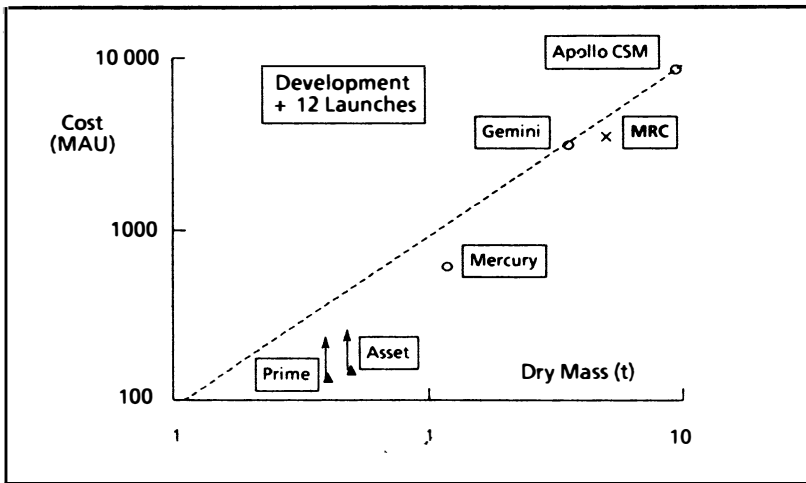 10 000
Apollo CSM
Development
+ 12 Launches
Cost
(MAU)
Gemini
MRC
1000
Mercury
Asset
Prime
Dry Mass (t)
100
1
1
10